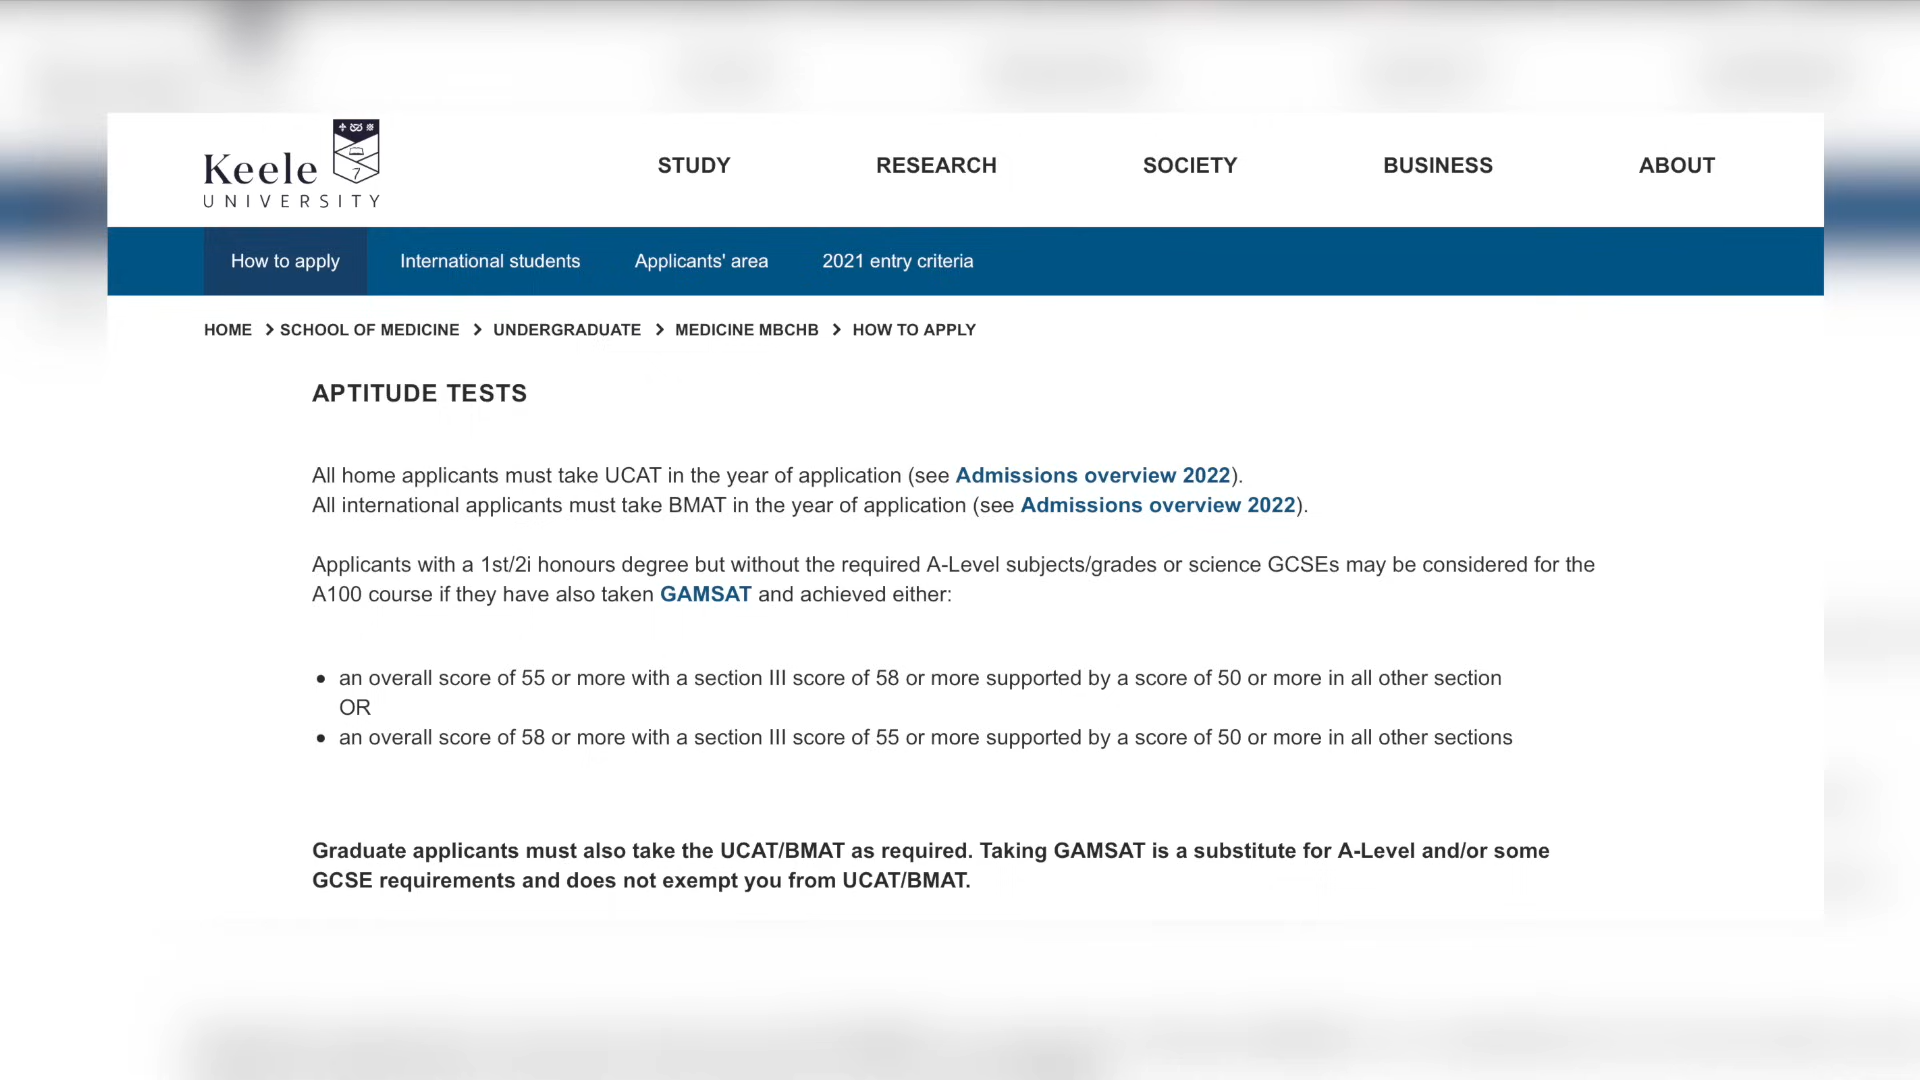 Keele
UNIVERSITY
STUDY RESEARCH SOCIETY BUSINESS ABOUT
How to apply International students Applicants' area 2021 entry criteria
HOME > SCHOOL OF MEDICINE > UNDERGRADUATE > MEDICINE MBCHB > HOW TO APPLY
APTITUDE TESTS
All home applicants must take UCAT in the year of application (see Admissions overview 2022).
All international applicants must take BMAT in the year of application (see Admissions overview 2022).
Applicants with a 1st/2i honours degree but without the required A-Level subjects/grades or science GCSEs may be considered for the
A100 course if they have also taken GAMSAT and achieved either:
• an overall score of 55 or more with a section III score of 58 or more supported by a score of 50 or more in all other section
OR
• an overall score of 58 or more with a section III score of 55 or more supported by a score of 50 or more in all other sections
Graduate applicants must also take the UCAT/BMAT as required. Taking GAMSAT is a substitute for A-Level and/or some
GCSE requirements and does not exempt you from UCAT/BMAT.